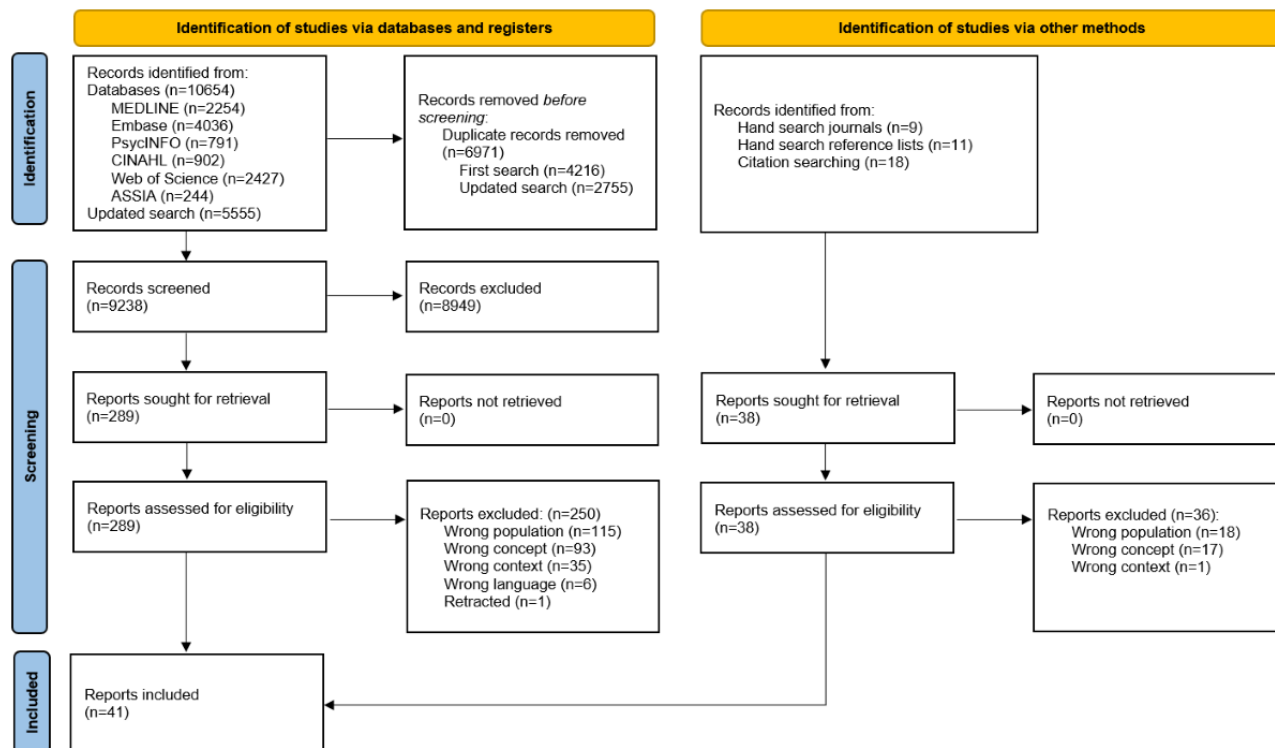 Identification of studies via databases and registers
Identification of studies via other methods
Identification
Records identified from:
Databases (n=10654)
MEDLINE (n=2254)
Embase (n=4036)
PsycINFO (n=791)
CINAHL (n=902)
Web of Science (n=2427)
ASSIA (n=244)
Updated search (n=5555)
Records removed before
screening:
Duplicate records removed
(n=6971)
First search (n=4216)
Updated search (n=2755)
Records identified from:
Hand search journals (n=9)
Hand search reference lists (n=11)
Citation searching (n=18)
Screening
Records screened
(n=9238)
Records excluded
(n=8949)
Reports sought for retrieval
(n=289)
Reports not retrieved
(n=0)
Reports sought for retrieval
(n=38)
Reports not retrieved
(n=0)
Reports assessed for eligibility
(n=289)
Reports excluded: (n=250)
Wrong population (n=115)
Wrong concept (n=93)
Wrong context (n=35)
Wrong language (n=6)
Retracted (n=1)
Reports assessed for eligibility
(n=38)
Reports excluded (n=36):
Wrong population (n=18)
Wrong concept (n=17)
Wrong context (n=1)
Included
Reports included
(n=41)